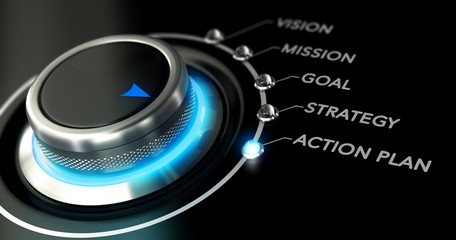 VISION
MISSION
GOAL
STRATEGY
ACTION PLAN